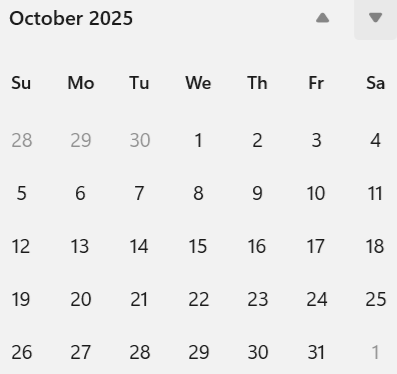 October 2025
Su Mo Tu We Th Fr Sa
28 29 30 1 2 3 4
5 6 7 8 9 10 11
12 13 14 15 16 17 18
19 20 21 22 23 24 25
26 27 28 29 30 31 1